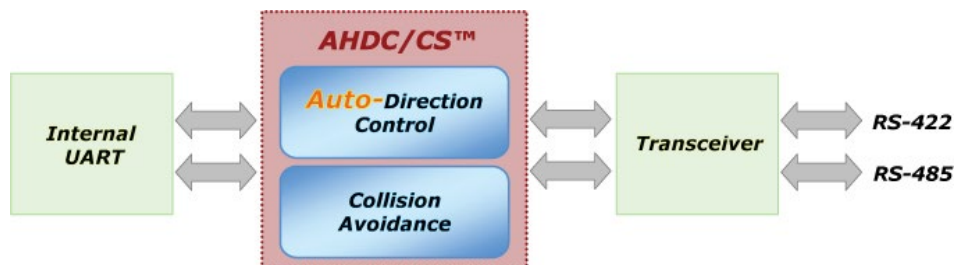 AHDC/CS™
Auto-Direction
Control
Internal
UART
Transceiver
RS-422
RS-485
Collision
Avoidance